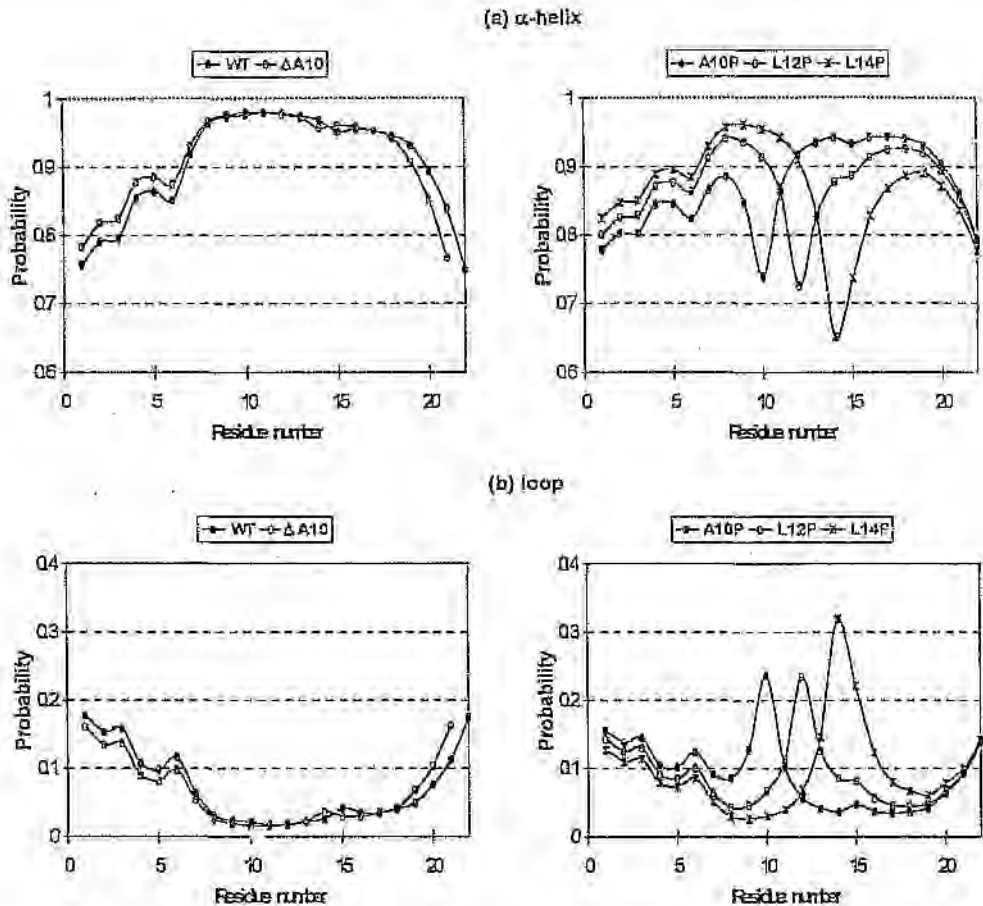 (a) α-helix
WT ΔA10
A10P L12P L14P
1
0.9
0.8
0.7
0.6
Probability
0 5 10 15 20
Residue number
1
0.9
0.8
0.7
0.6
Probability
0 5 10 15 20
Residue number
(b) loop
WT ΔA10
A10P L12P L14P
0.4
0.3
0.2
0.1
0
Probability
0 5 10 15 20
Residue number
0.4
0.3
0.2
0.1
0
Probability
0 5 10 15 20
Residue number